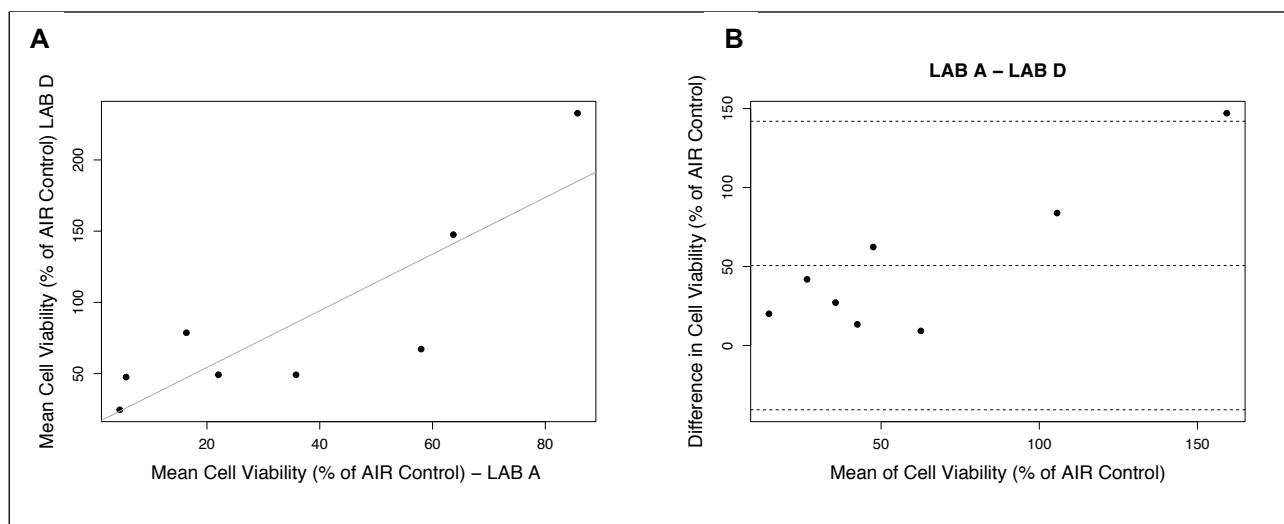 A
Mean Cell Viability (% of AIR Control) LAB D
200
150
100
50
20
40
60
80
Mean Cell Viability (% of AIR Control) – LAB A
B
LAB A – LAB D
Difference in Cell Viability (% of AIR Control)
150
100
50
0
50
100
150
Mean of Cell Viability (% of AIR Control)